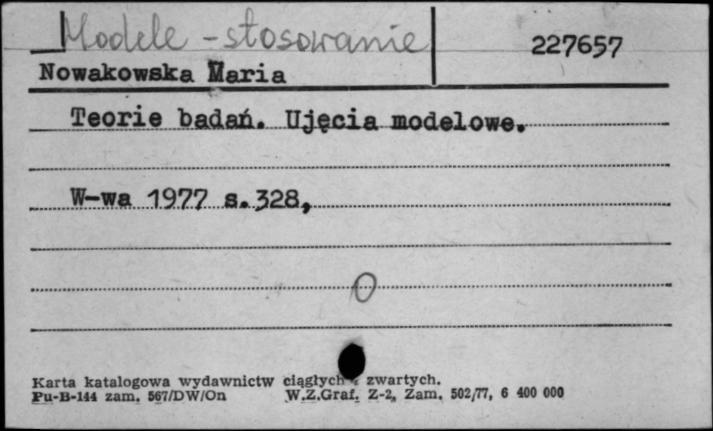 Modele - stosowanie
227657
Nowakowska Maria
Teorie badań. Ujęcia modelowe.
W-wa 1977 s.328,
0
Karta katalogowa wydawnictw ciągłych i zwartych.
Pu-B-144 zam. 567/DW/On W.Z.Graf. Z-2, Zam. 502/77, 6 400 000